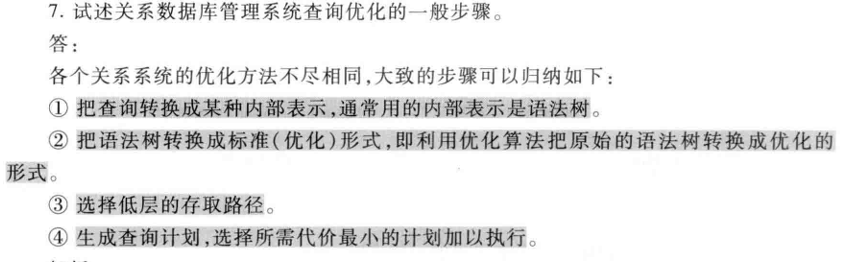 7. 试述关系数据库管理系统查询优化的一般步骤。
答:
各个关系系统的优化方法不尽相同,大致的步骤可以归纳如下:
① 把查询转换成某种内部表示,通常用的内部表示是语法树。
② 把语法树转换成标准(优化)形式,即利用优化算法把原始的语法树转换成优化的
形式。
③ 选择低层的存取路径。
④ 生成查询计划,选择所需代价最小的计划加以执行。